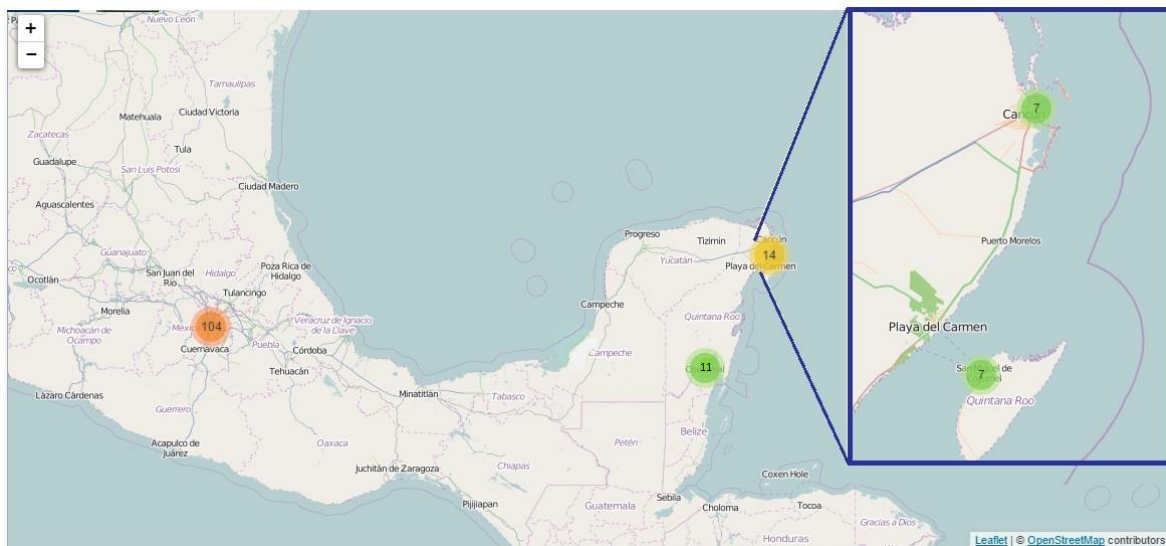 Nuevo León
+
−
Tamaulipas
Matehuala
Ciudad Victoria
Zacatecas
Tula
Guadalupe
San Luis Potosí
Ciudad Madero
Aguascalientes
Guanajuato
San Juan del
Río
Hidalgo
Poza Rica de
Hidalgo
Ocotlán
Tulancingo
Morelia
104
México
Veracruz de Ignacio
de la Llave
Michoacán de
Ocampo
Cuernavaca
Puebla
Córdoba
Tehuacán
Lázaro Cárdenas
Guerrero
Minatitlán
Tabasco
Acapulco de
Juárez
Oaxaca
Juchitán de Zaragoza
Chiapas
Pijijiapan
Progreso
Tizimin
Cancún
14
Yucatán
Playa del Carmen
Campeche
Quintana Roo
Campeche
11
Chetumal
Petén
Belize
Guatemala
Sebila
Choloma
Coxen Hole
Tocoa
Gracias a Dios
Honduras
7
Cancún
Puerto Morelos
Playa del Carmen
San Miguel de
Cozumel
7
Quintana Roo
Leaflet | © OpenStreetMap contributors